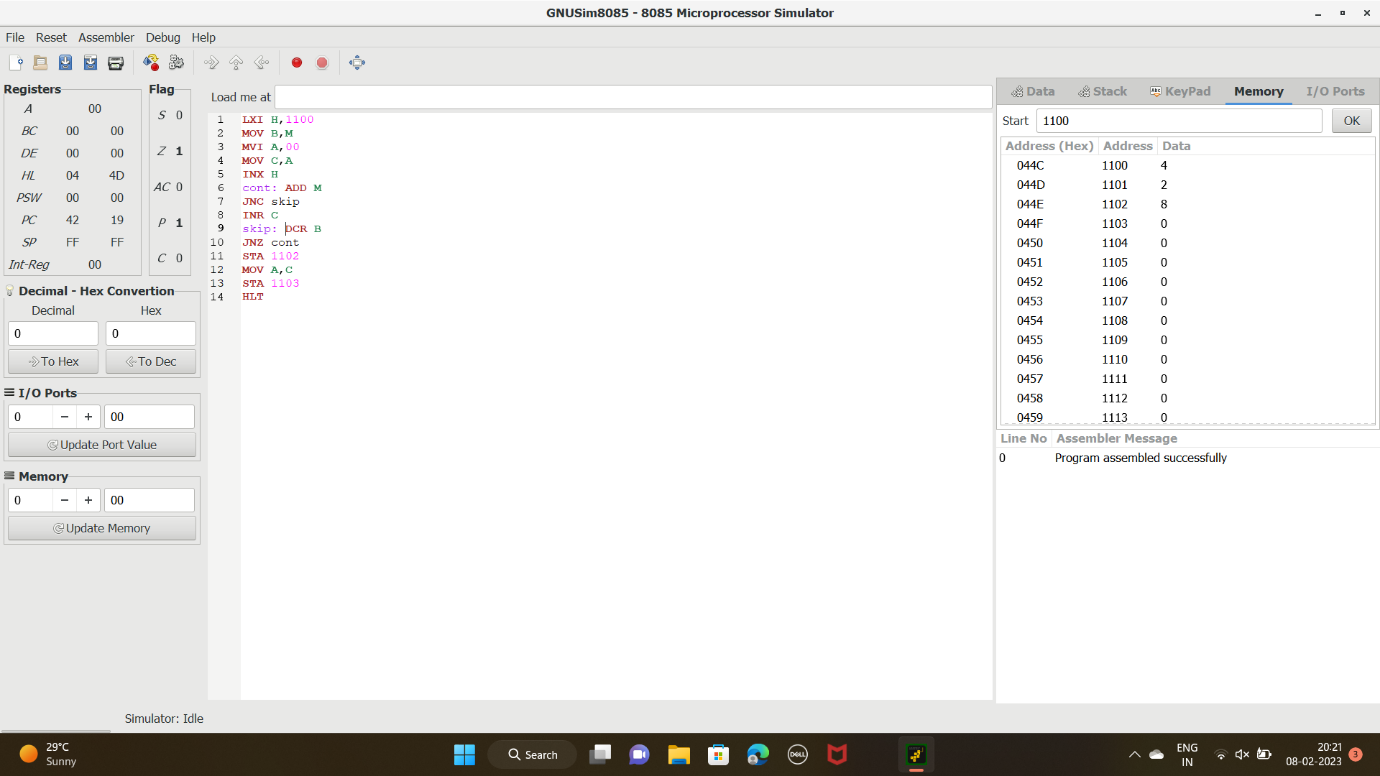 GNUSim8085 - 8085 Microprocessor Simulator
File Reset Assembler Debug Help
Registers
A 00
BC 00 00
DE 00 00
HL 04 4D
PSW 00 00
PC 42 19
SP FF FF
Int-Reg 00
Flag
S 0
Z 1
AC 0
P 1
C 0
Decimal - Hex Convertion
Decimal Hex
0 0
To Hex To Dec
I/O Ports
0 − + 00
Update Port Value
Memory
0 − + 00
Update Memory
Load me at
1 LXI H,1100
2 MOV B,M
3 MVI A,00
4 MOV C,A
5 INX H
6 cont: ADD M
7 JNC skip
8 INR C
9 skip: DCR B
10 JNZ cont
11 STA 1102
12 MOV A,C
13 STA 1103
14 HLT
Data Stack Abc KeyPad Memory I/O Ports
Start 1100 OK
Address (Hex) Address Data
044C 1100 4
044D 1101 2
044E 1102 8
044F 1103 0
0450 1104 0
0451 1105 0
0452 1106 0
0453 1107 0
0454 1108 0
0455 1109 0
0456 1110 0
0457 1111 0
0458 1112 0
0459 1113 0
Line No Assembler Message
0 Program assembled successfully
Simulator: Idle
29°C
Sunny
Search
DELL
ENG
IN
20:21
08-02-2023
3